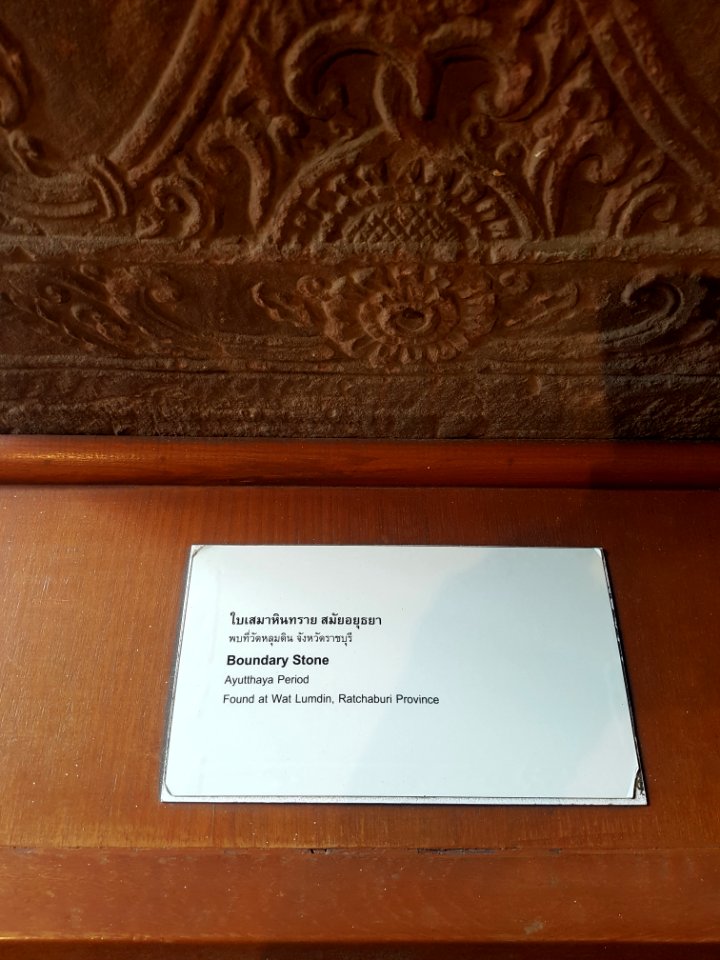 ใบเสมาหินทราย สมัยอยุธยา
พบที่วัดหลุมดิน จังหวัดราชบุรี
Boundary Stone
Ayutthaya Period
Found at Wat Lumdin, Ratchaburi Province